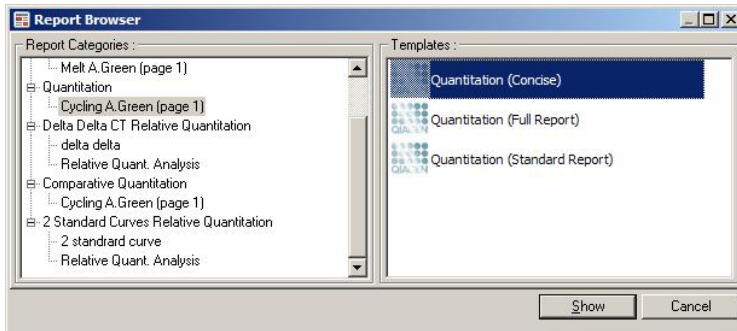 Report Browser
Report Categories :
Melt A.Green (page 1)
Quantitation
Cycling A.Green (page 1)
Delta Delta CT Relative Quantitation
delta delta
Relative Quant. Analysis
Comparative Quantitation
Cycling A.Green (page 1)
2 Standard Curves Relative Quantitation
2 standrard curve
Relative Quant. Analysis
Templates :
Quantitation (Concise)
Quantitation (Full Report)
QIAGEN
Quantitation (Standard Report)
QIAGEN
Show
Cancel